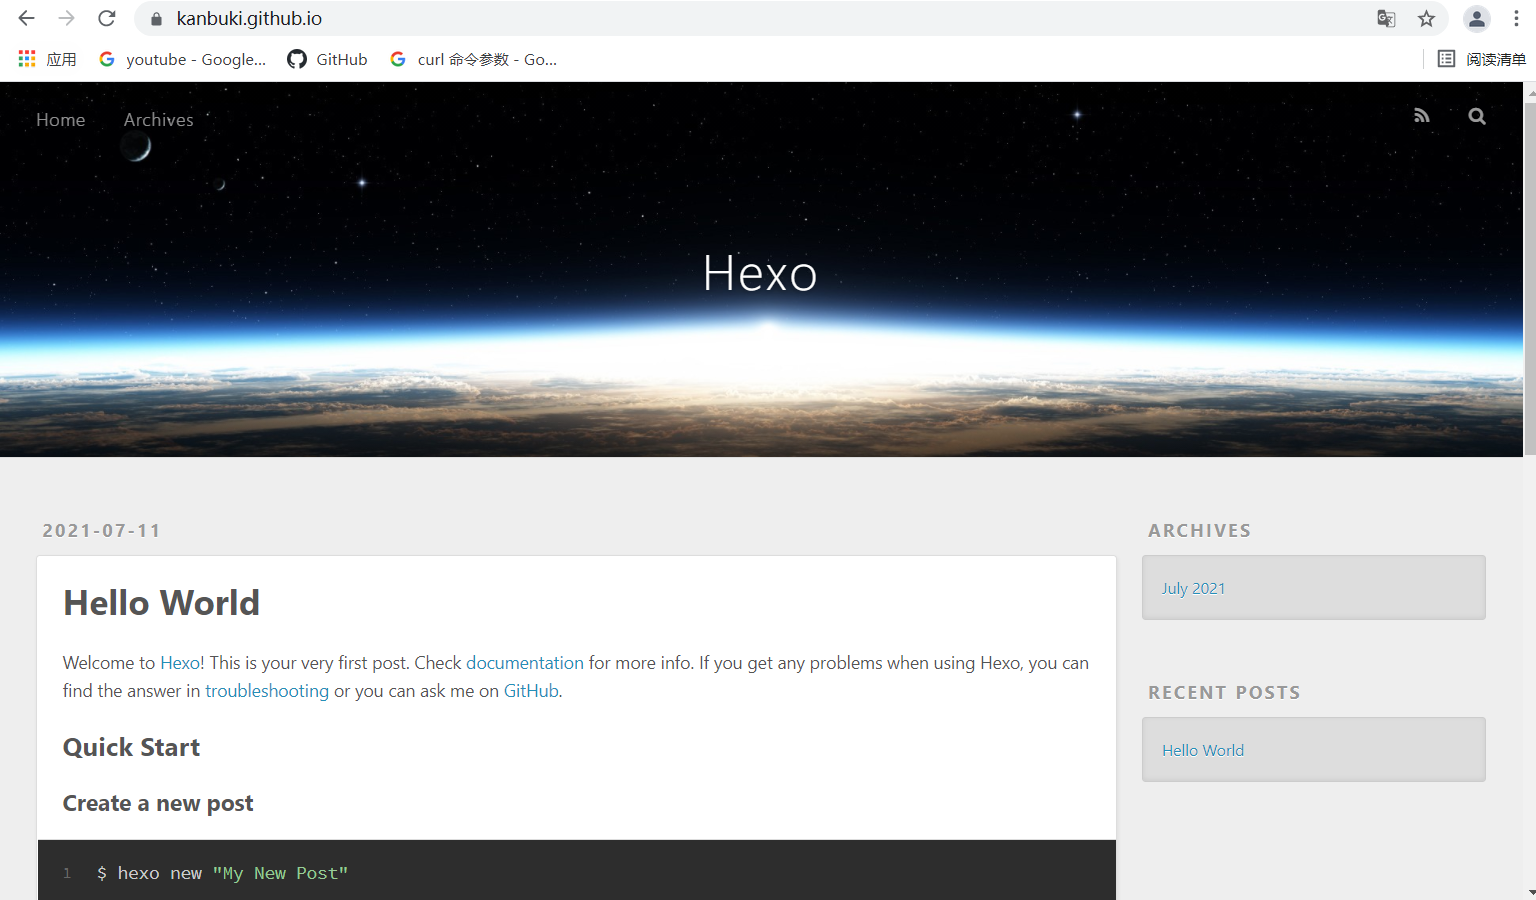 kanbuki.github.io
应用 youtube - Google... GitHub curl 命令参数 - Go... 阅读清单
Home Archives
Hexo
2021-07-11
Hello World
Welcome to Hexo! This is your very first post. Check documentation for more info. If you get any problems when using Hexo, you can
find the answer in troubleshooting or you can ask me on GitHub.
Quick Start
Create a new post
1 $ hexo new "My New Post"
ARCHIVES
July 2021
RECENT POSTS
Hello World